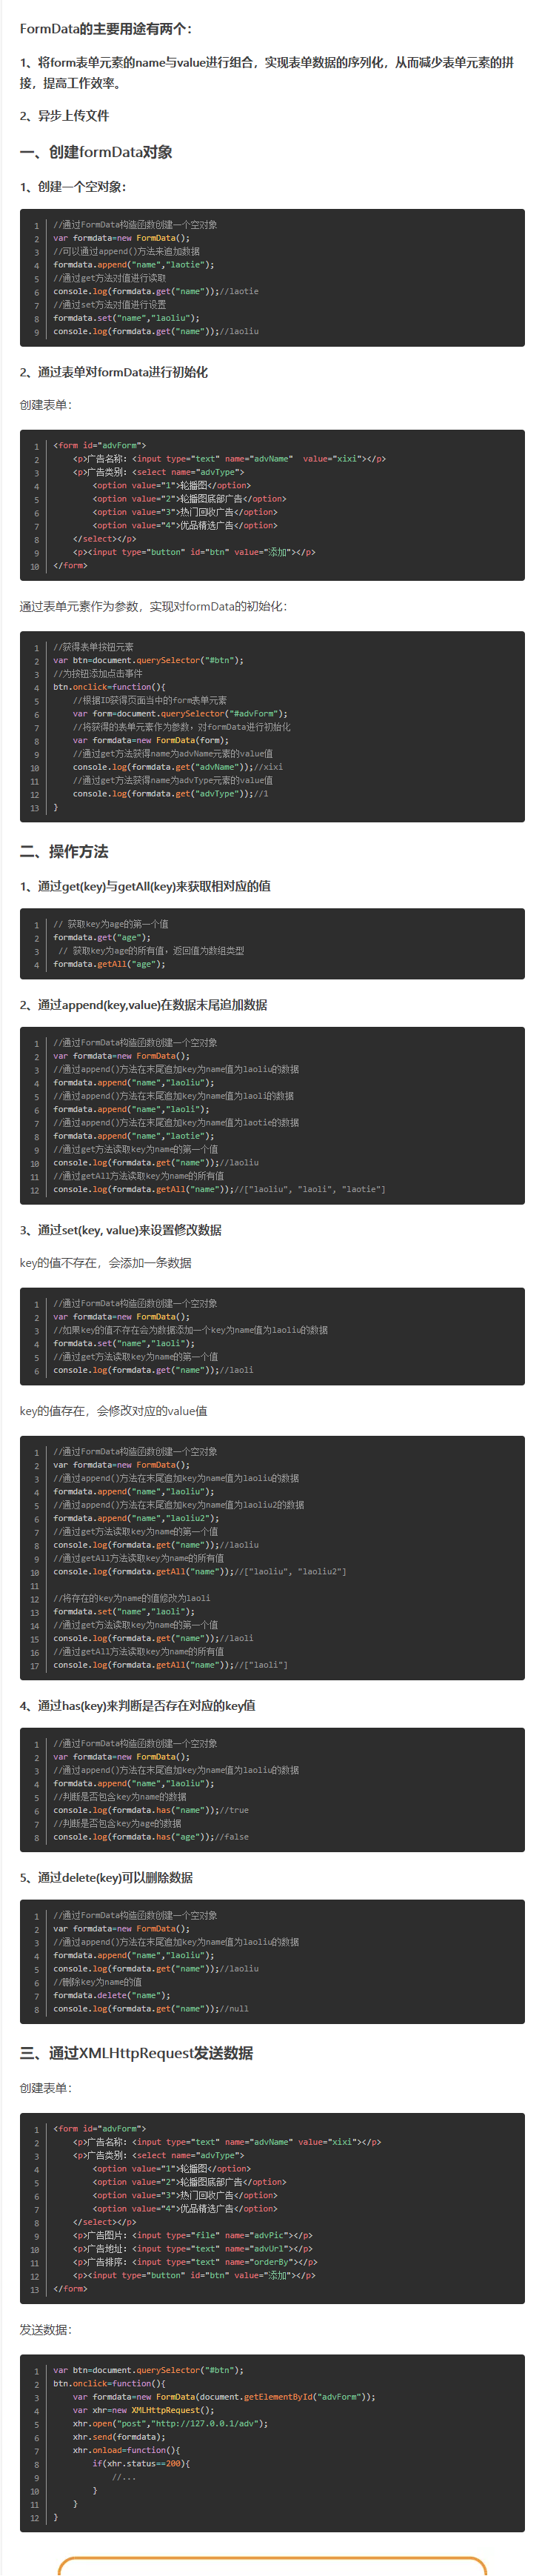 FormData的主要用途有两个：
1、将form表单元素的name与value进行组合，实现表单数据的序列化，从而减少表单元素的拼
接，提高工作效率。
2、异步上传文件
一、创建formData对象
1、创建一个空对象：
1 //通过FormData构造函数创建一个空对象
2 var formdata=new FormData();
3 //可以通过append()方法来追加数据
4 formdata.append("name","laotie");
5 //通过get方法对值进行读取
6 console.log(formdata.get("name"));//laotie
7 //通过set方法对值进行设置
8 formdata.set("name","laoliu");
9 console.log(formdata.get("name"));//laoliu
2、通过表单对formData进行初始化
创建表单：
1 <form id="advForm">
2 <p>广告名称：<input type="text" name="advName"  value="xixi"></p>
3 <p>广告类别：<select name="advType">
4 <option value="1">轮播图</option>
5 <option value="2">轮播图底部广告</option>
6 <option value="3">热门回收广告</option>
7 <option value="4">优品精选广告</option>
8 </select></p>
9 <p><input type="button" id="btn" value="添加"></p>
10 </form>
通过表单元素作为参数，实现对formData的初始化：
1 //获得表单按钮元素
2 var btn=document.querySelector("#btn");
3 //为按钮添加点击事件
4 btn.onclick=function(){
5 //根据ID获得页面当中的form表单元素
6 var form=document.querySelector("#advForm");
7 //将获得的表单元素作为参数，对formData进行初始化
8 var formdata=new FormData(form);
9 //通过get方法获得name为advName元素的value值
10 console.log(formdata.get("advName"));//xixi
11 //通过get方法获得name为advType元素的value值
12 console.log(formdata.get("advType"));//1
13 }
二、操作方法
1、通过get(key)与getAll(key)来获取相对应的值
1 // 获取key为age的第一个值
2 formdata.get("age");
3 // 获取key为age的所有值，返回值为数组类型
4 formdata.getAll("age");
2、通过append(key,value)在数据末尾追加数据
1 //通过FormData构造函数创建一个空对象
2 var formdata=new FormData();
3 //通过append()方法在末尾追加key为name值为laoliu的数据
4 formdata.append("name","laoliu");
5 //通过append()方法在末尾追加key为name值为laoli的数据
6 formdata.append("name","laoli");
7 //通过append()方法在末尾追加key为name值为laotie的数据
8 formdata.append("name","laotie");
9 //通过get方法读取key为name的第一个值
10 console.log(formdata.get("name"));//laoliu
11 //通过getAll方法读取key为name的所有值
12 console.log(formdata.getAll("name"));//["laoliu", "laoli", "laotie"]
3、通过set(key, value)来设置修改数据
key的值不存在，会添加一条数据
1 //通过FormData构造函数创建一个空对象
2 var formdata=new FormData();
3 //如果key的值不存在会为数据添加一个key为name值为laoliu的数据
4 formdata.set("name","laoli");
5 //通过get方法读取key为name的第一个值
6 console.log(formdata.get("name"));//laoli
key的值存在，会修改对应的value值
1 //通过FormData构造函数创建一个空对象
2 var formdata=new FormData();
3 //通过append()方法在末尾追加key为name值为laoliu的数据
4 formdata.append("name","laoliu");
5 //通过append()方法在末尾追加key为name值为laoliu2的数据
6 formdata.append("name","laoliu2");
7 //通过get方法读取key为name的第一个值
8 console.log(formdata.get("name"));//laoliu
9 //通过getAll方法读取key为name的所有值
10 console.log(formdata.getAll("name"));//["laoliu", "laoliu2"]
11
12 //将存在的key为name的值修改为laoli
13 formdata.set("name","laoli");
14 //通过get方法读取key为name的第一个值
15 console.log(formdata.get("name"));//laoli
16 //通过getAll方法读取key为name的所有值
17 console.log(formdata.getAll("name"));//["laoli"]
4、通过has(key)来判断是否存在对应的key值
1 //通过FormData构造函数创建一个空对象
2 var formdata=new FormData();
3 //通过append()方法在末尾追加key为name值为laoliu的数据
4 formdata.append("name","laoliu");
5 //判断是否包含key为name的数据
6 console.log(formdata.has("name"));//true
7 //判断是否包含key为age的数据
8 console.log(formdata.has("age"));//false
5、通过delete(key)可以删除数据
1 //通过FormData构造函数创建一个空对象
2 var formdata=new FormData();
3 //通过append()方法在末尾追加key为name值为laoliu的数据
4 formdata.append("name","laoliu");
5 console.log(formdata.get("name"));//laoliu
6 //删除key为name的值
7 formdata.delete("name");
8 console.log(formdata.get("name"));//null
三、通过XMLHttpRequest发送数据
创建表单：
1 <form id="advForm">
2 <p>广告名称：<input type="text" name="advName" value="xixi"></p>
3 <p>广告类别：<select name="advType">
4 <option value="1">轮播图</option>
5 <option value="2">轮播图底部广告</option>
6 <option value="3">热门回收广告</option>
7 <option value="4">优品精选广告</option>
8 </select></p>
9 <p>广告图片：<input type="file" name="advPic"></p>
10 <p>广告地址：<input type="text" name="advUrl"></p>
11 <p>广告排序：<input type="text" name="orderBy"></p>
12 <p><input type="button" id="btn" value="添加"></p>
13 </form>
发送数据：
1 var btn=document.querySelector("#btn");
2 btn.onclick=function(){
3 var formdata=new FormData(document.getElementById("advForm"));
4 var xhr=new XMLHttpRequest();
5 xhr.open("post","http://127.0.0.1/adv");
6 xhr.send(formdata);
7 xhr.onload=function(){
8 if(xhr.status==200){
9 //...
10 }
11 }
12 }